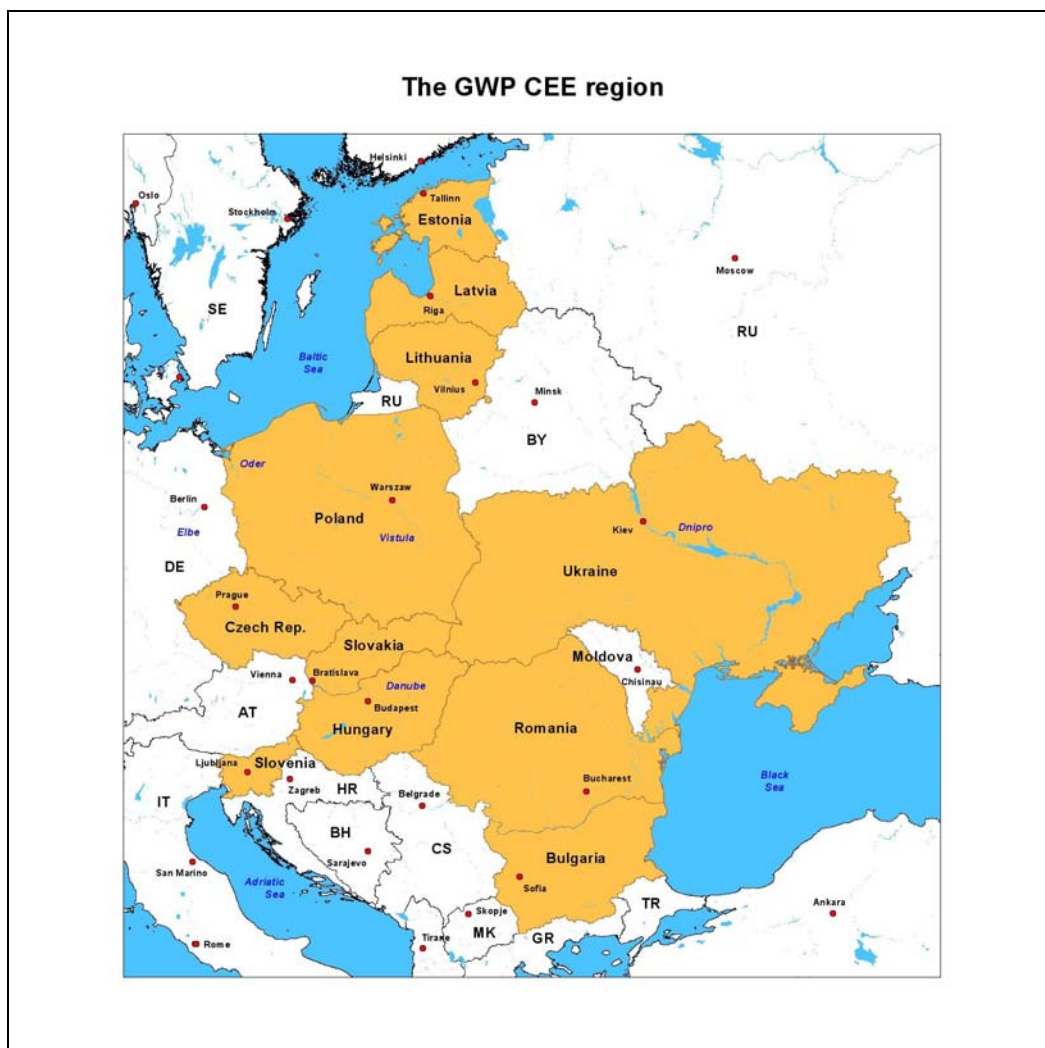 The GWP CEE region
Helsinki
Oslo
Tallinn
Stockholm
Estonia
Moscow
Latvia
Riga
SE
RU
Baltic
Sea
Lithuania
Vilnius
Minsk
RU
BY
Oder
Warszaw
Berlin
Poland
Kiev
Dnipro
Elbe
Vistula
DE
Ukraine
Prague
Czech Rep.
Slovakia
Moldova
Vienna
Bratislava
Chisinau
Danube
Budapest
AT
Hungary
Romania
Ljubljana
Slovenia
Zagreb
HR
Belgrade
Bucharest
Black
Sea
IT
BH
CS
Sarajevo
Bulgaria
San Marino
Sofia
Adriatic
Sea
Skopje
TR
Ankara
MK
GR
Tirane
Rome